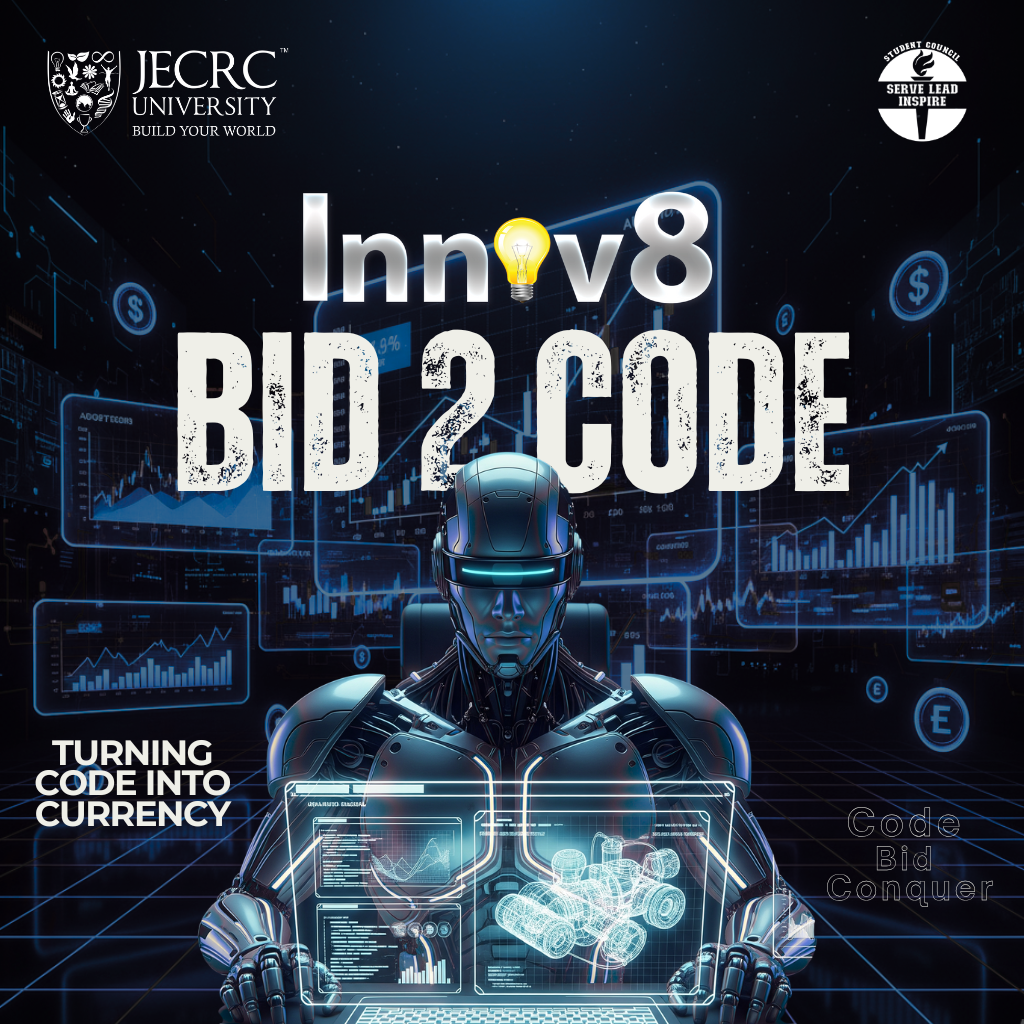 JECRC™
UNIVERSITY
BUILD YOUR WORLD
STUDENT COUNCIL
SERVE LEAD
INSPIRE
Innov8
BID 2 CODE
TURNING
CODE INTO
CURRENCY
Code
Bid
Conquer